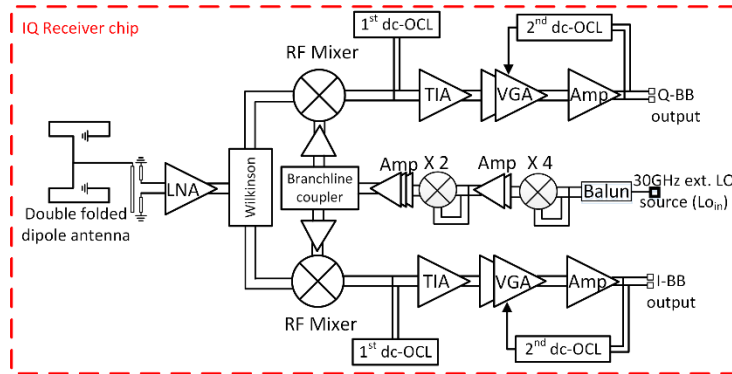 IQ Receiver chip
1st dc-OCL
2nd dc-OCL
RF Mixer
TIA
VGA
Amp
Q-BB
output
Double folded
dipole antenna
LNA
Wilkinson
Branchline
coupler
Amp
X 2
Amp
X 4
Balun
30GHz ext. LO
source (Loin)
TIA
VGA
Amp
I-BB
output
RF Mixer
1st dc-OCL
2nd dc-OCL